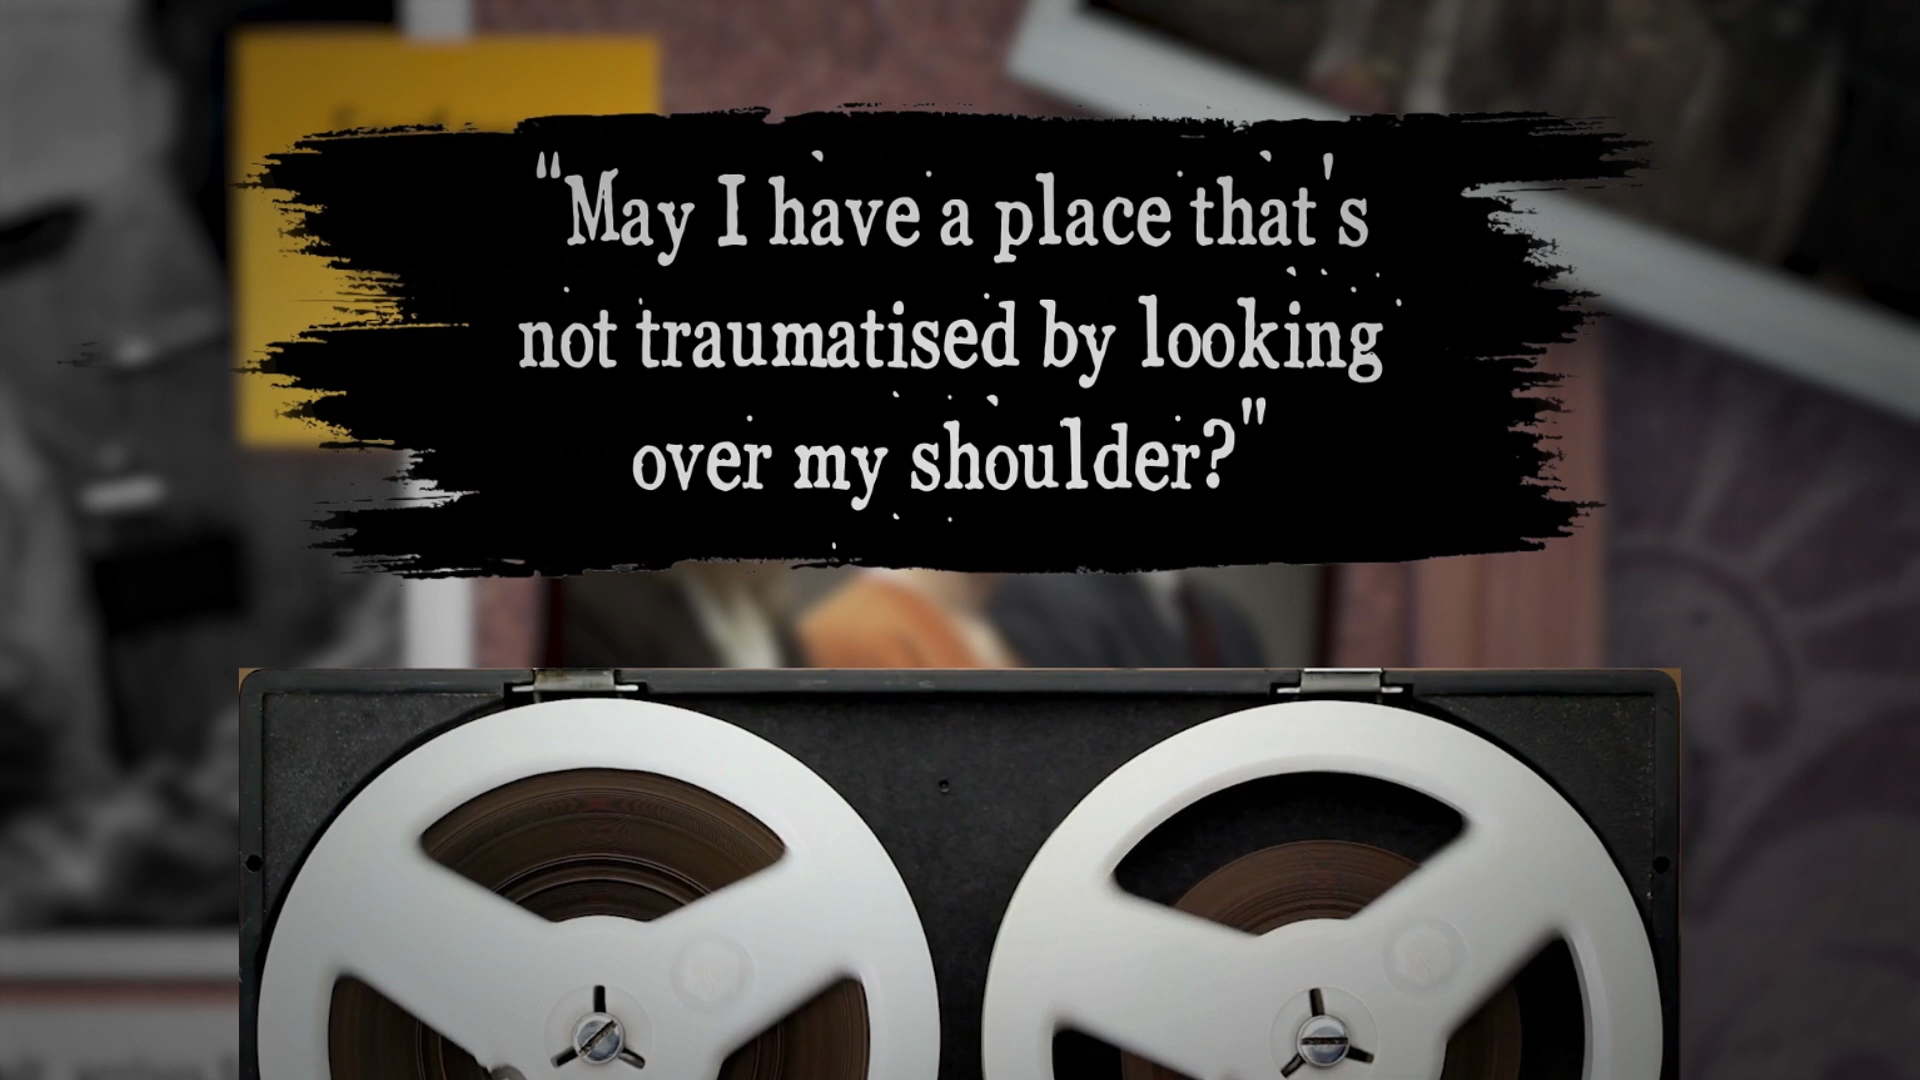 “May I have a place that's
not traumatised by looking
over my shoulder?"